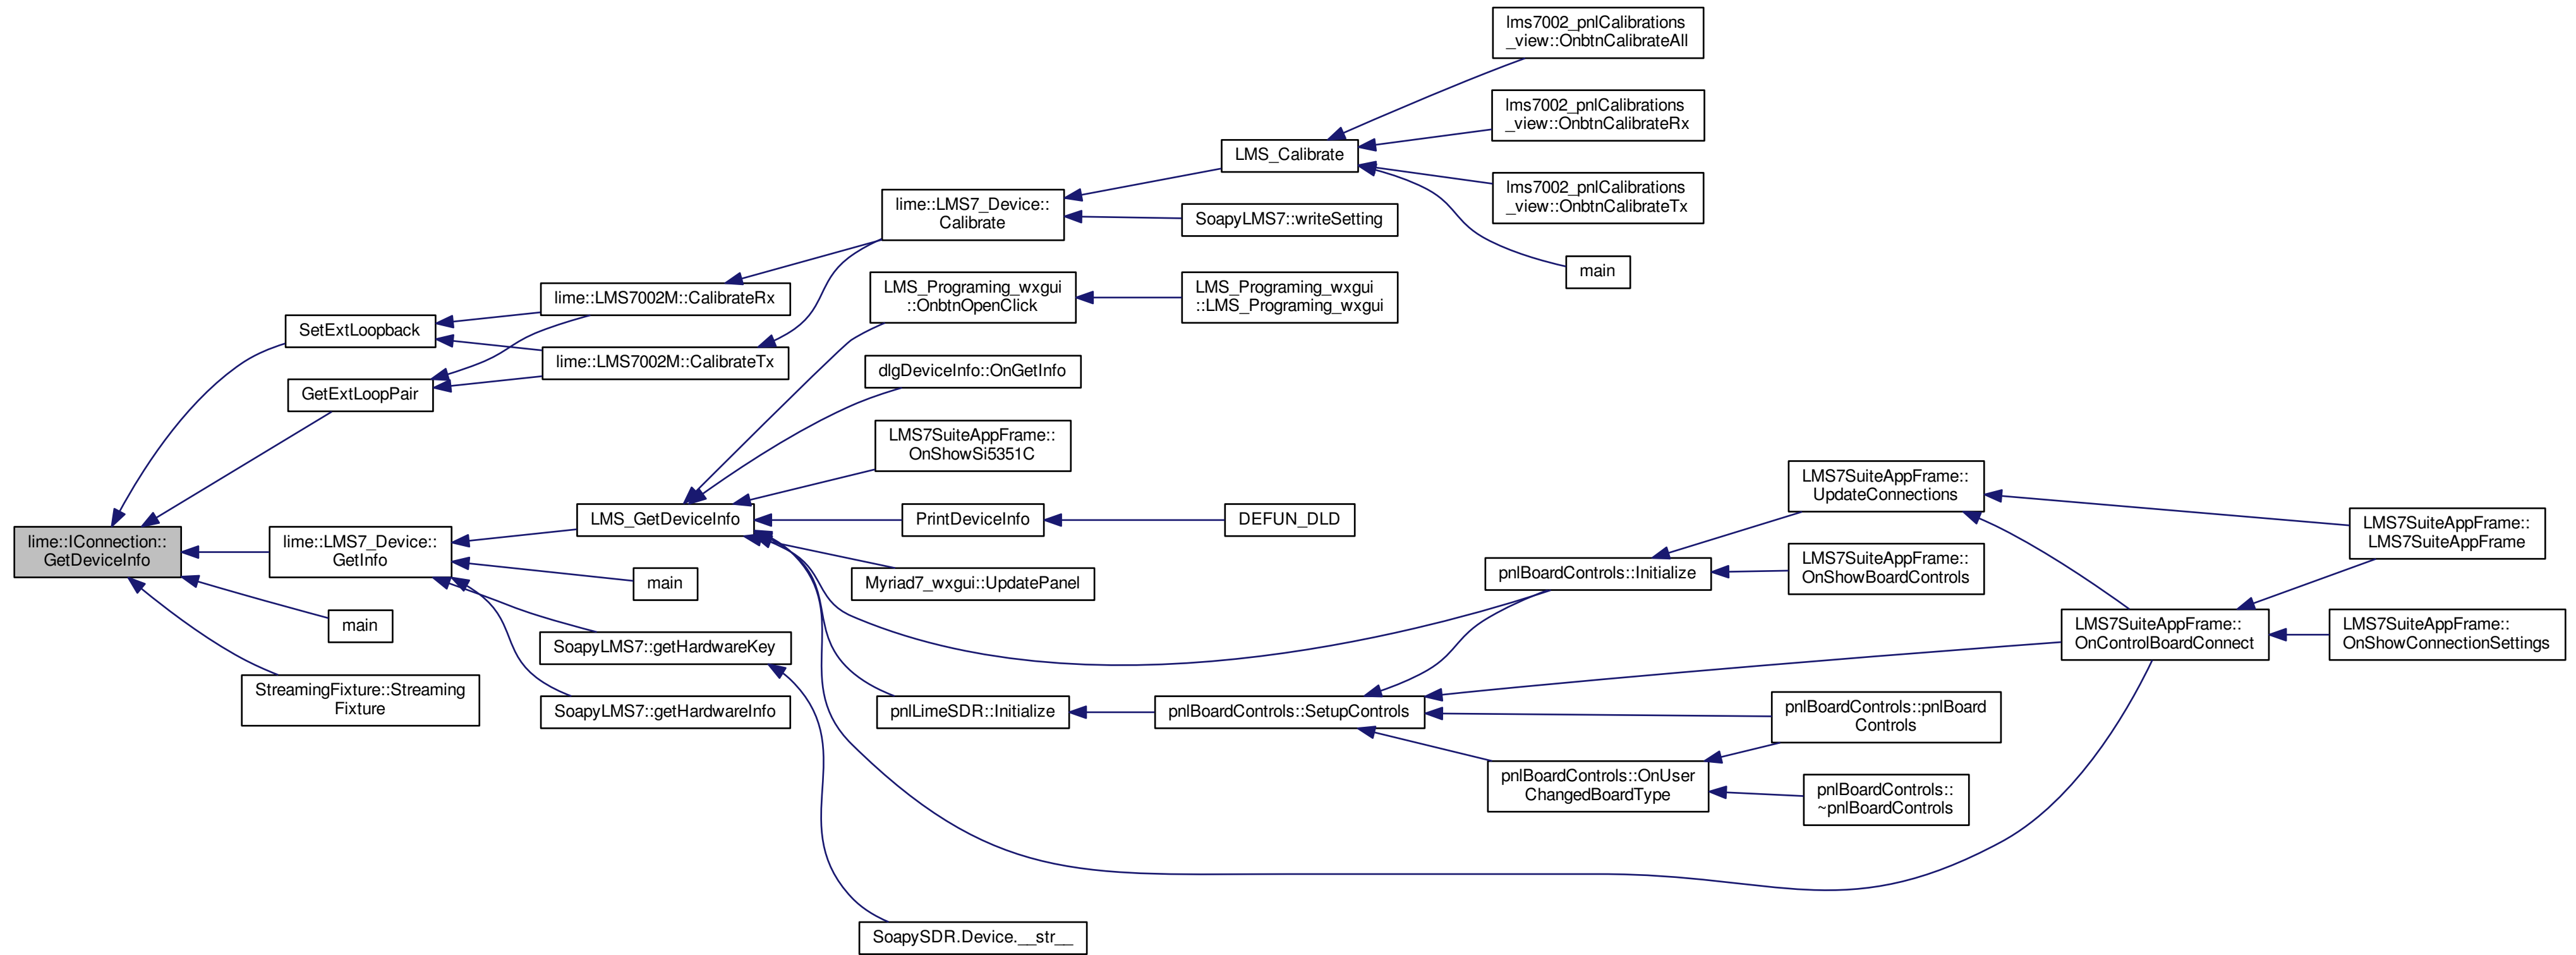 lms7002_pnlCalibrations
_view::OnbtnCalibrateAll
lms7002_pnlCalibrations
_view::OnbtnCalibrateRx
LMS_Calibrate
lms7002_pnlCalibrations
_view::OnbtnCalibrateTx
lime::LMS7_Device::
Calibrate
SoapyLMS7::writeSetting
main
LMS_Programing_wxgui
::OnbtnOpenClick
LMS_Programing_wxgui
::LMS_Programing_wxgui
lime::LMS7002M::CalibrateRx
SetExtLoopback
lime::LMS7002M::CalibrateTx
dlgDeviceInfo::OnGetInfo
GetExtLoopPair
LMS7SuiteAppFrame::
OnShowSi5351C
LMS7SuiteAppFrame::
UpdateConnections
LMS_GetDeviceInfo
PrintDeviceInfo
DEFUN_DLD
LMS7SuiteAppFrame::
LMS7SuiteAppFrame
lime::IConnection::
GetDeviceInfo
lime::LMS7_Device::
GetInfo
pnlBoardControls::Initialize
LMS7SuiteAppFrame::
OnShowBoardControls
main
Myriad7_wxgui::UpdatePanel
main
SoapyLMS7::getHardwareKey
LMS7SuiteAppFrame::
OnControlBoardConnect
LMS7SuiteAppFrame::
OnShowConnectionSettings
StreamingFixture::Streaming
Fixture
SoapyLMS7::getHardwareInfo
pnlLimeSDR::Initialize
pnlBoardControls::SetupControls
pnlBoardControls::pnlBoard
Controls
pnlBoardControls::OnUser
ChangedBoardType
pnlBoardControls::
~pnlBoardControls
SoapySDR.Device.__str__